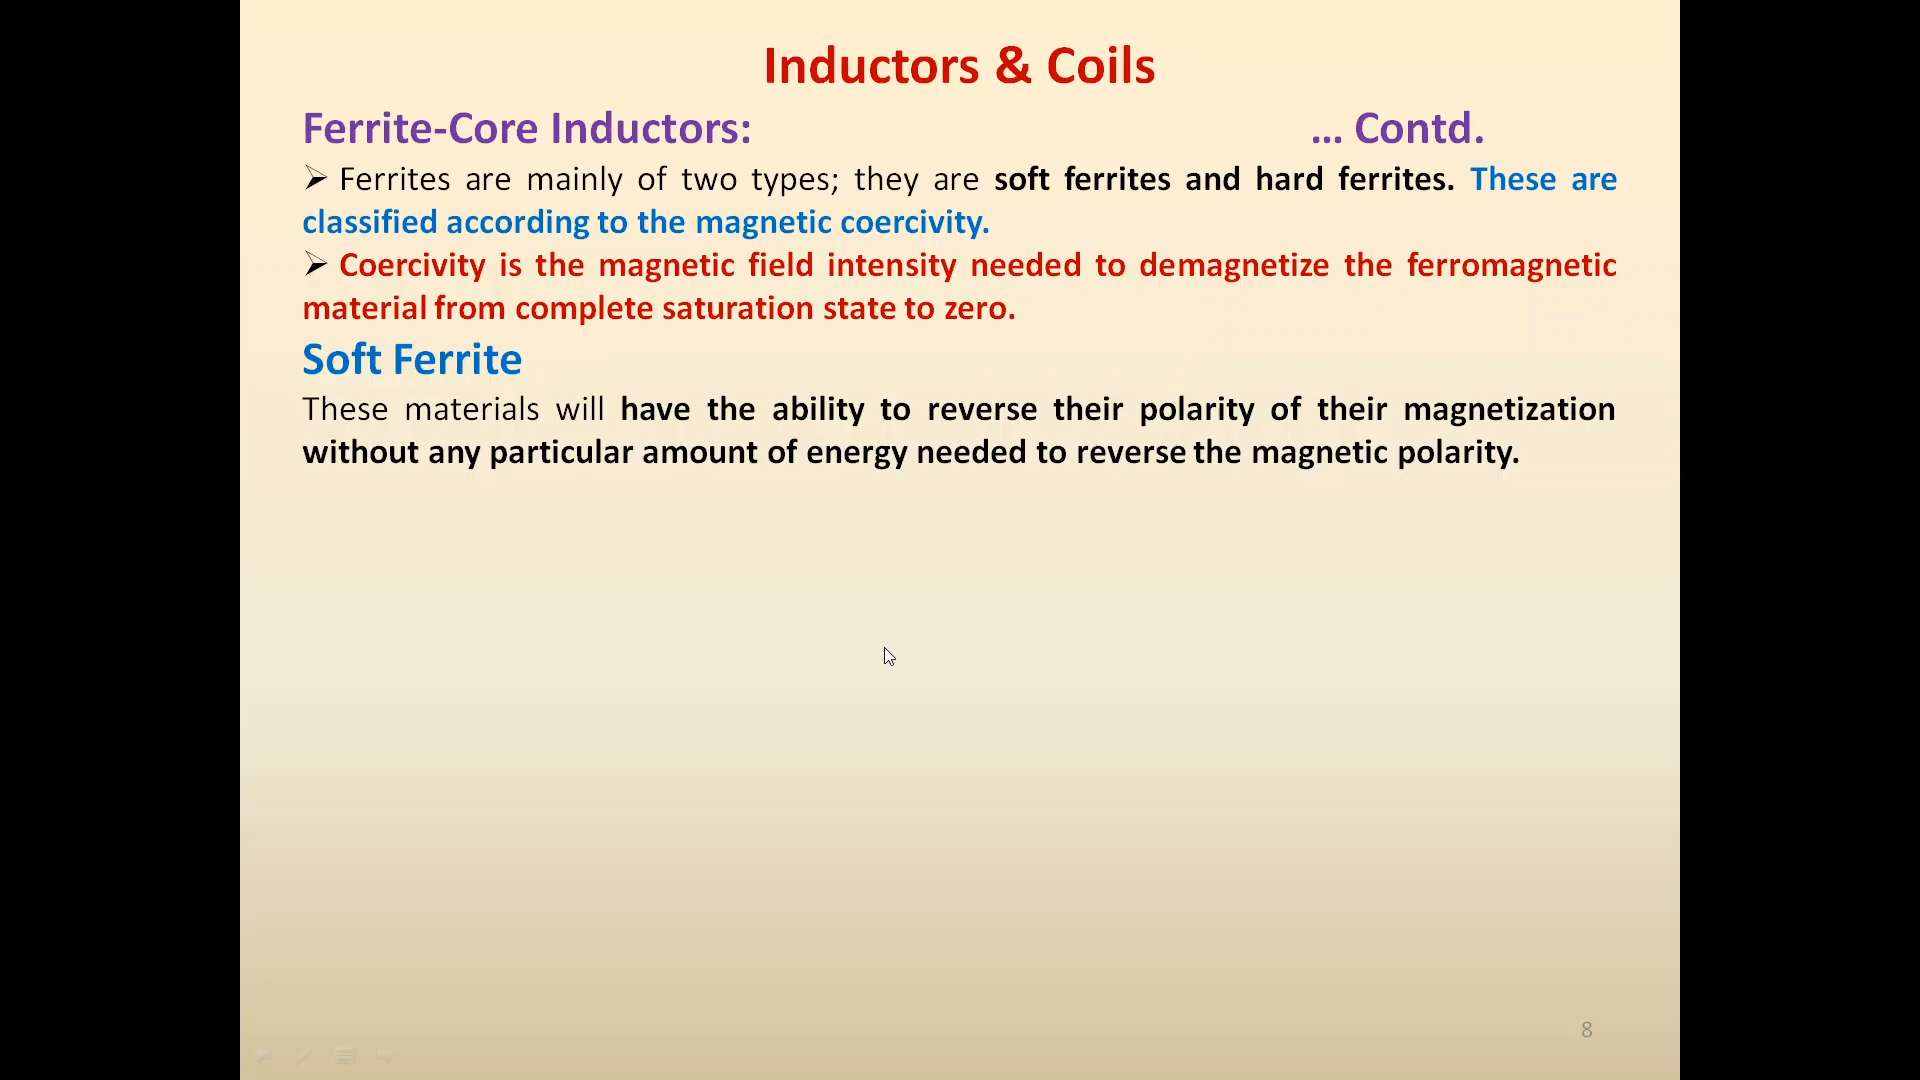 Inductors & Coils
Ferrite-Core Inductors: ... Contd.
➢ Ferrites are mainly of two types; they are soft ferrites and hard ferrites. These are
classified according to the magnetic coercivity.
➢ Coercivity is the magnetic field intensity needed to demagnetize the ferromagnetic
material from complete saturation state to zero.
Soft Ferrite
These materials will have the ability to reverse their polarity of their magnetization
without any particular amount of energy needed to reverse the magnetic polarity.
8